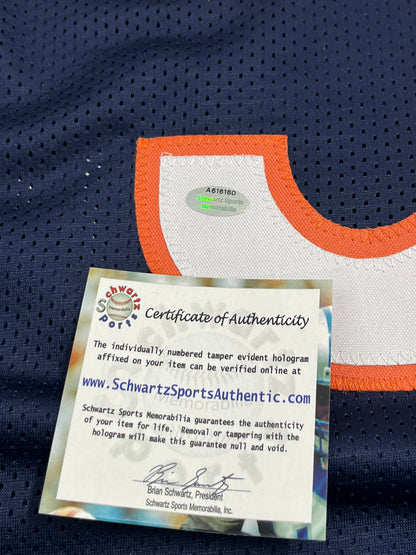 A616160
Schwartz Sports
Memorabilia
Schwartz
Memorabilia
Sports
Certificate of Authenticity
The individually numbered tamper evident hologram
affixed on your item can be verified online at
www.SchwartzSportsAuthentic.com
Schwartz Sports Memorabilia guarantees the authenticity
of your item for life. Removal or tampering with the
hologram will make this guarantee null and void.
Brian Schwartz, President
Schwartz Sports Memorabilia, Inc.